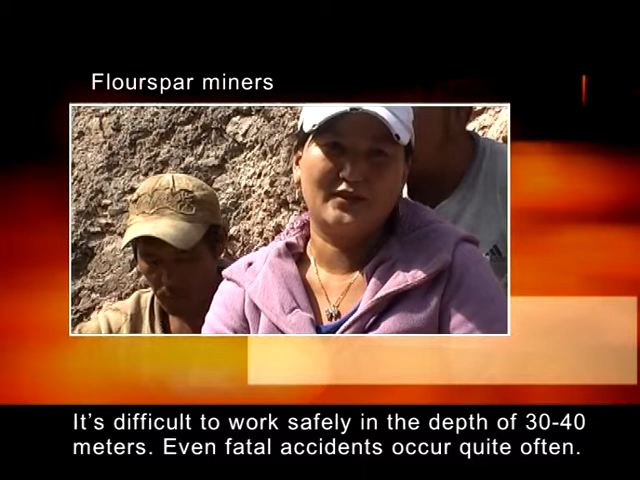 Flourspar miners
It's difficult to work safely in the depth of 30-40
meters. Even fatal accidents occur quite often.